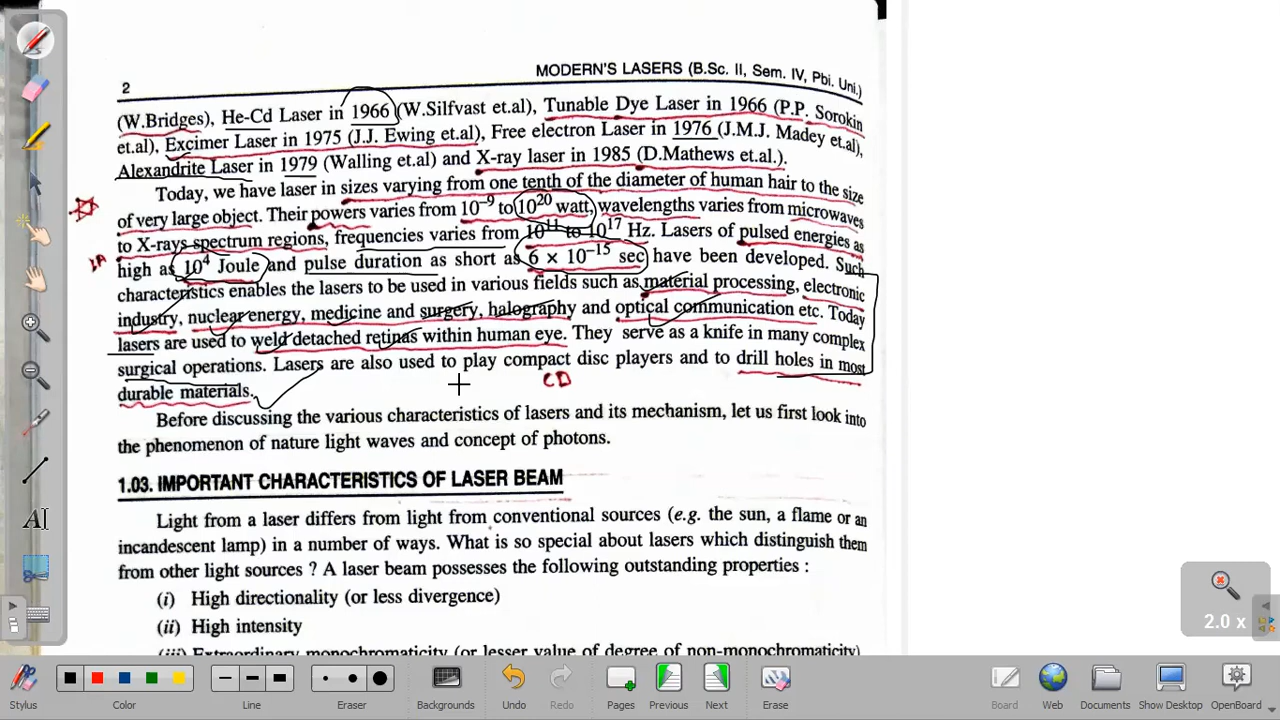 2
MODERN'S LASERS (B.Sc. II, Sem. IV, Pbi. Uni.)
(W.Bridges), He-Cd Laser in 1966 (W.Silfvast et.al), Tunable Dye Laser in 1966 (P.P. Sorokin
et.al), Excimer Laser in 1975 (J.J. Ewing et.al), Free electron Laser in 1976 (J.M.J. Madey et.al),
Alexandrite Laser in 1979 (Walling et.al) and X-ray laser in 1985 (D.Mathews et.al.).
Today, we have laser in sizes varying from one tenth of the diameter of human hair to the size
of very large object. Their powers varies from 10⁻⁹ to 10²⁰ watt, wavelengths varies from microwaves
to X-rays spectrum regions, frequencies varies from 10¹¹ to 10¹⁷ Hz. Lasers of pulsed energies as
high as 10⁴ Joule and pulse duration as short as 6 × 10⁻¹⁵ sec have been developed. Such
characteristics enables the lasers to be used in various fields such as material processing, electronic
industry, nuclear energy, medicine and surgery, halography and optical communication etc. Today
lasers are used to weld detached retinas within human eye. They serve as a knife in many complex
surgical operations. Lasers are also used to play compact disc players and to drill holes in most
CD
durable materials.
Before discussing the various characteristics of lasers and its mechanism, let us first look into
the phenomenon of nature light waves and concept of photons.
1.03. IMPORTANT CHARACTERISTICS OF LASER BEAM
Light from a laser differs from light from conventional sources (e.g. the sun, a flame or an
incandescent lamp) in a number of ways. What is so special about lasers which distinguish them
from other light sources ? A laser beam possesses the following outstanding properties :
(i) High directionality (or less divergence)
(ii) High intensity
(iii) Extraordinary monochromaticity (or lesser value of degree of non-monochromaticity)
2.0 x
Stylus
Color
Line
Eraser
Backgrounds
Undo
Redo
Pages
Previous
Next
Erase
Board
Web
Documents
Show Desktop
OpenBoard